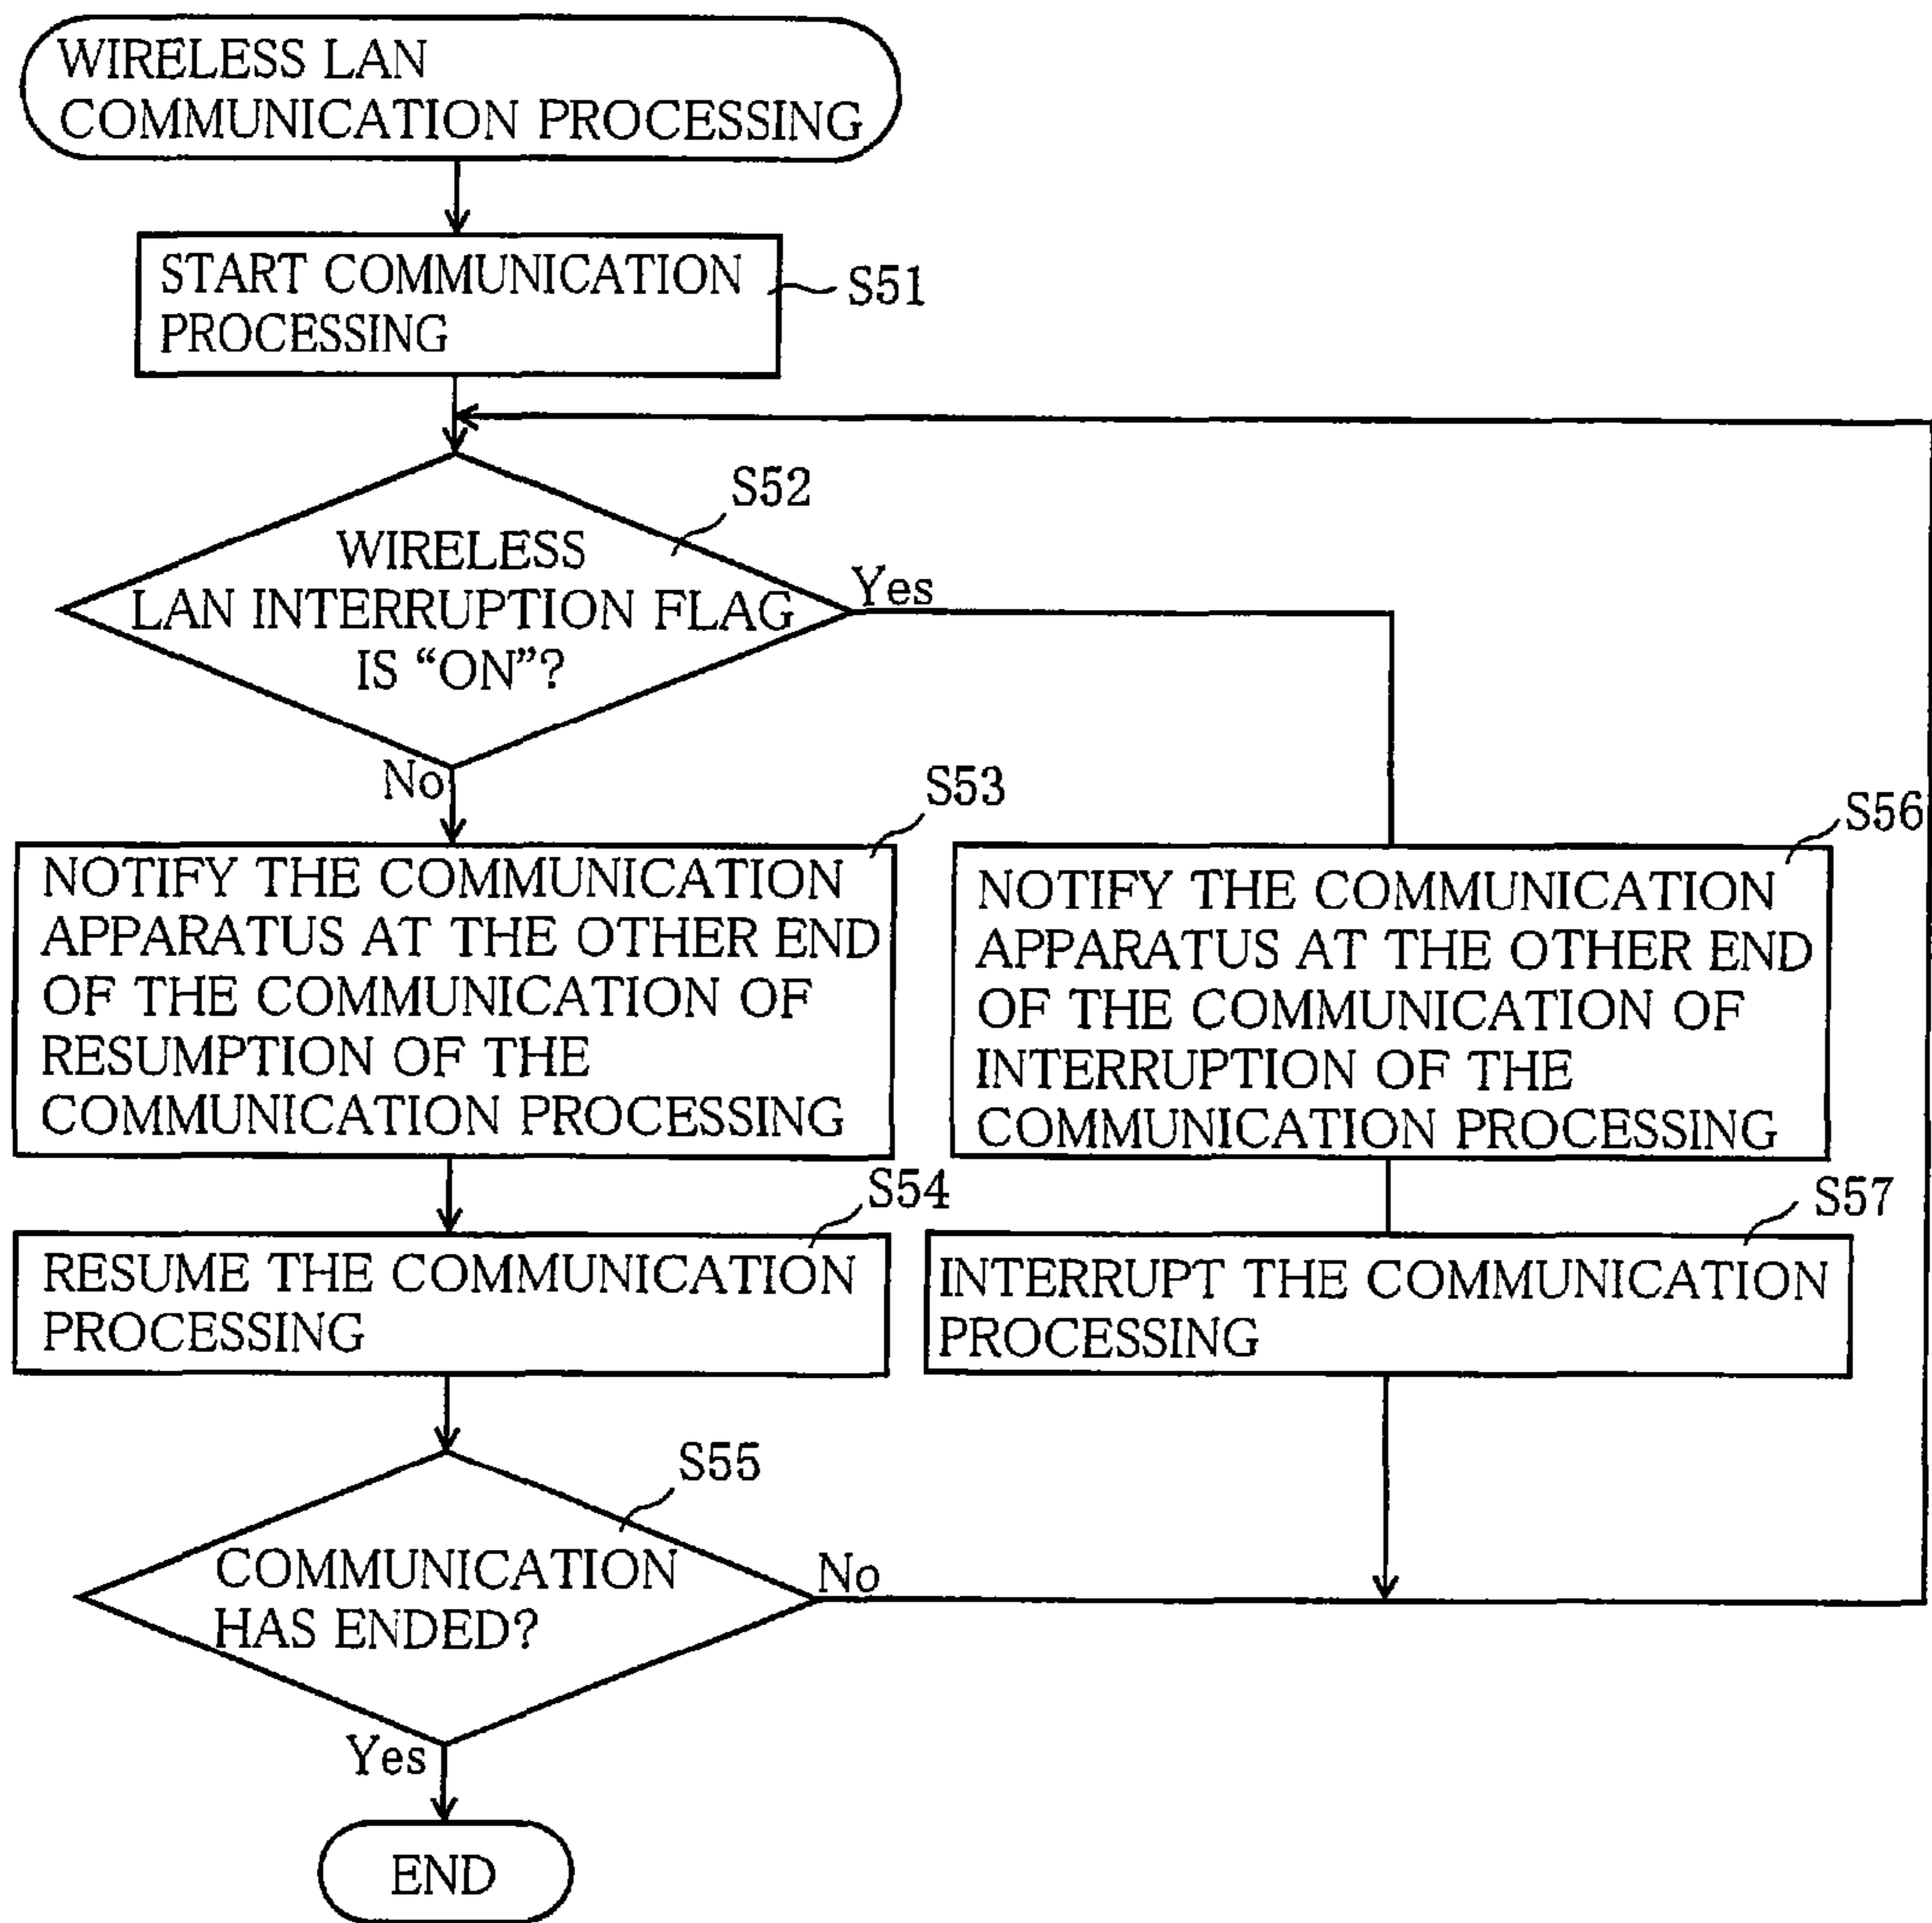 WIRELESS LAN
COMMUNICATION PROCESSING
START COMMUNICATION
PROCESSING
S51
S52
WIRELESS
LAN INTERRUPTION FLAG
IS “ON”?
Yes
No
S53
NOTIFY THE COMMUNICATION
APPARATUS AT THE OTHER END
OF THE COMMUNICATION OF
RESUMPTION OF THE
COMMUNICATION PROCESSING
S56
NOTIFY THE COMMUNICATION
APPARATUS AT THE OTHER END
OF THE COMMUNICATION OF
INTERRUPTION OF THE
COMMUNICATION PROCESSING
S54
RESUME THE COMMUNICATION
PROCESSING
S57
INTERRUPT THE COMMUNICATION
PROCESSING
S55
COMMUNICATION
HAS ENDED?
No
Yes
END